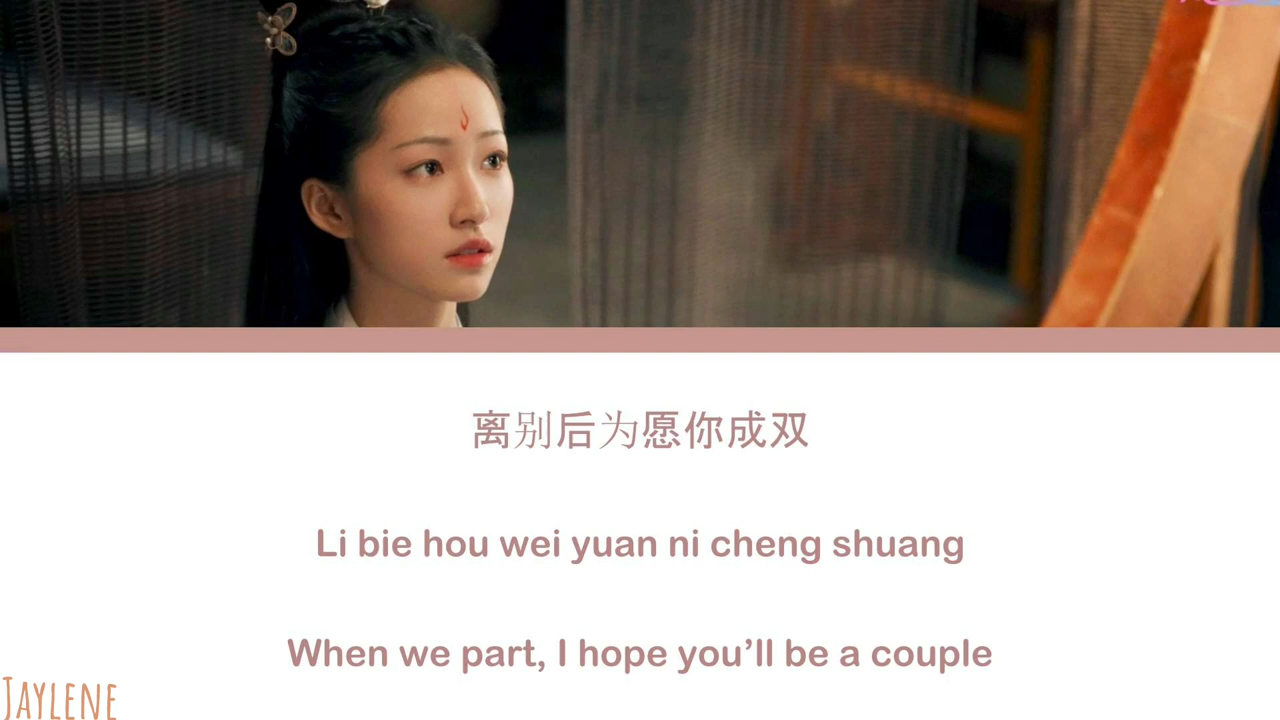 离别后为愿你成双
Li bie hou wei yuan ni cheng shuang
When we part, I hope you’ll be a couple
JAYLENE